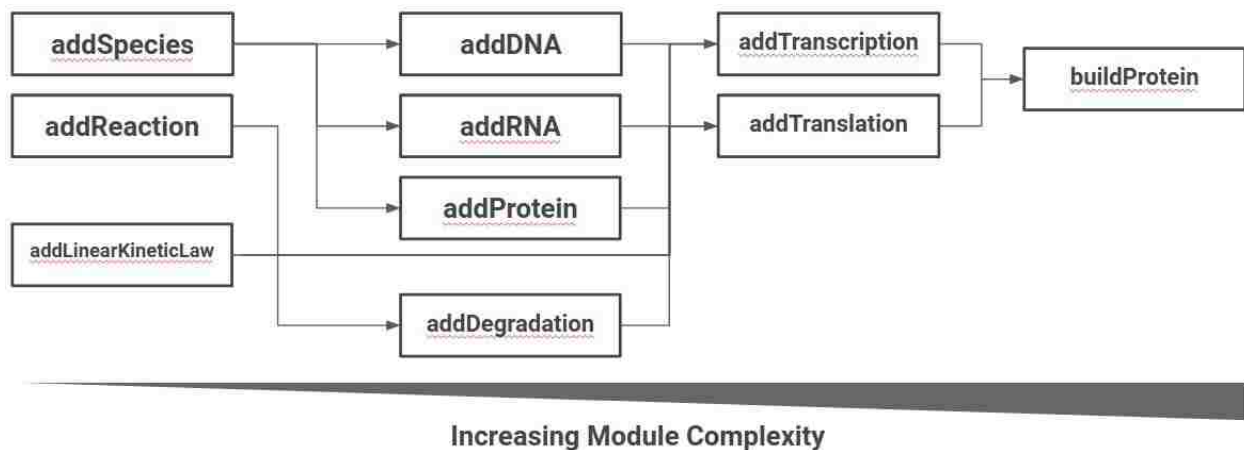 addSpecies
addDNA
addTranscription
buildProtein
addReaction
addRNA
addTranslation
addProtein
addLinearKineticLaw
addDegradation
Increasing Module Complexity